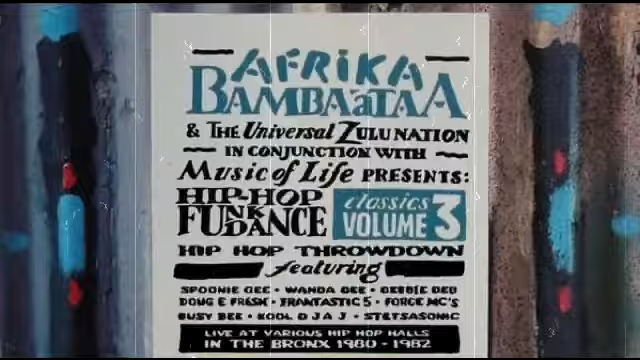 AFRIKA
BAMBAATAA
& THE Universal ZULU NATION
IN CONJUNCTION WITH
Music of Life PRESENTS:
HIP-HOP
FUNK
DANCE
classics
VOLUME 3
HIP HOP THROWDOWN
featuring
SPOONIE GEE • WANDA DEE • DEBBIE DEE
DOUG E FRESH • FRANTASTIC 5 • FORCE MC'S
BUSY BEE • KOOL D J A J • STETSASONIC
LIVE AT VARIOUS HIP HOP HALLS
IN THE BRONX 1980 - 1982